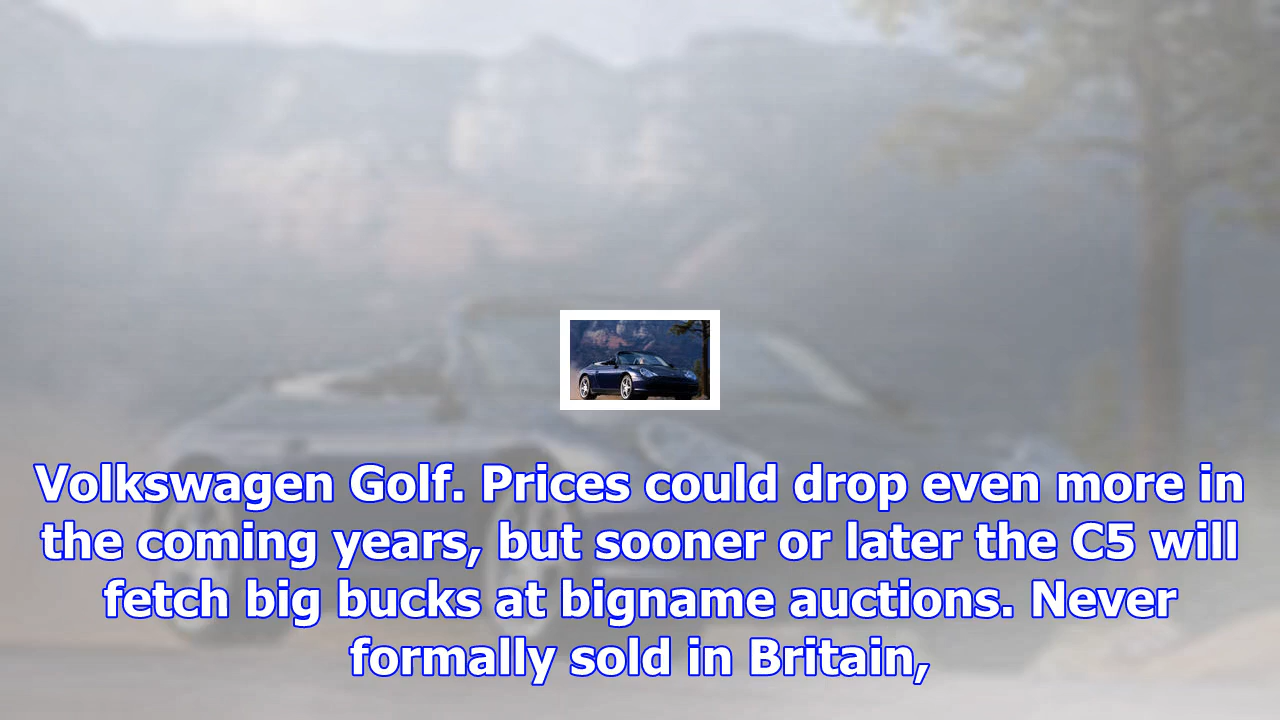 Volkswagen Golf. Prices could drop even more in
the coming years, but sooner or later the C5 will
fetch big bucks at bigname auctions. Never
formally sold in Britain,